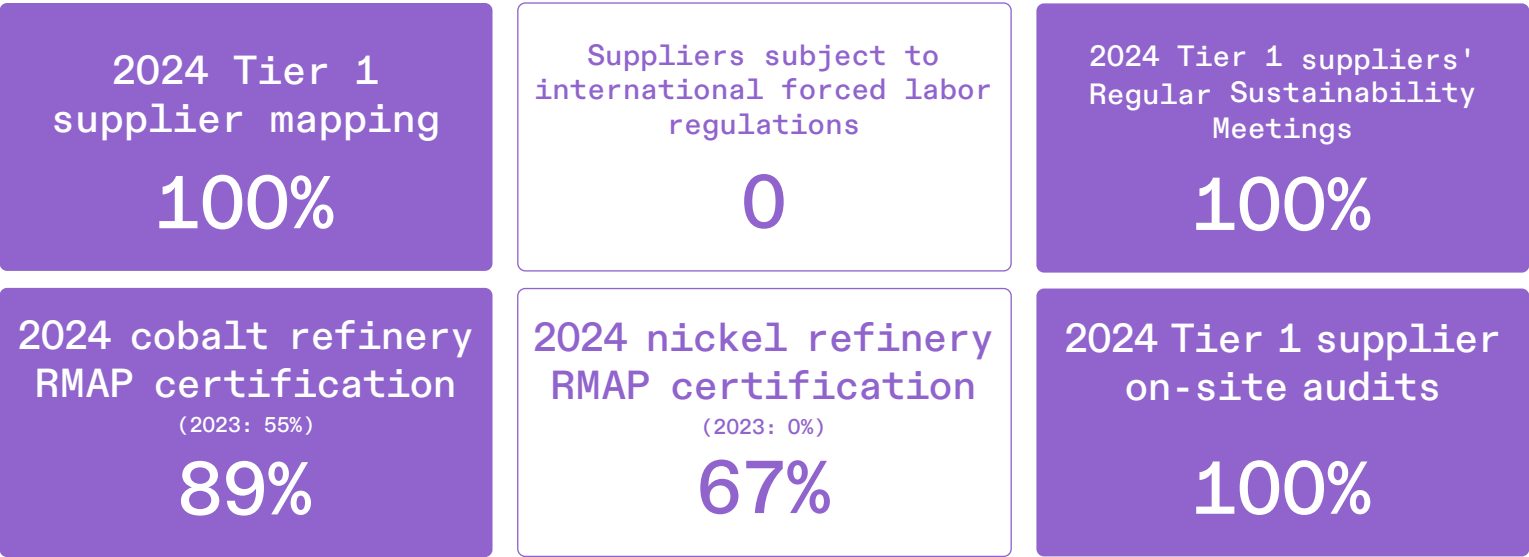 2024 Tier 1
supplier mapping
100%
Suppliers subject to
international forced labor
regulations
0
2024 Tier 1 suppliers'
Regular Sustainability
Meetings
100%
2024 cobalt refinery
RMAP certification
(2023: 55%)
89%
2024 nickel refinery
RMAP certification
(2023: 0%)
67%
2024 Tier 1 supplier
on-site audits
100%